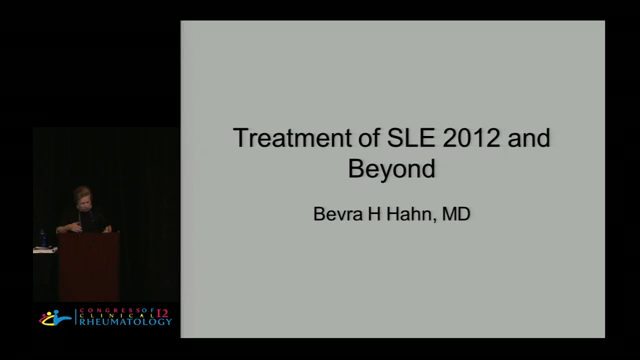 Treatment of SLE 2012 and
Beyond
Bevra H Hahn, MD
CONGRESS OF 12
CLINICAL
RHEUMATOLOGY